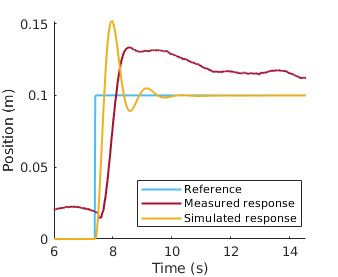 0.15
0.1
0.05
0
Position (m)
6
8
10
12
14
Time (s)
Reference
Measured response
Simulated response